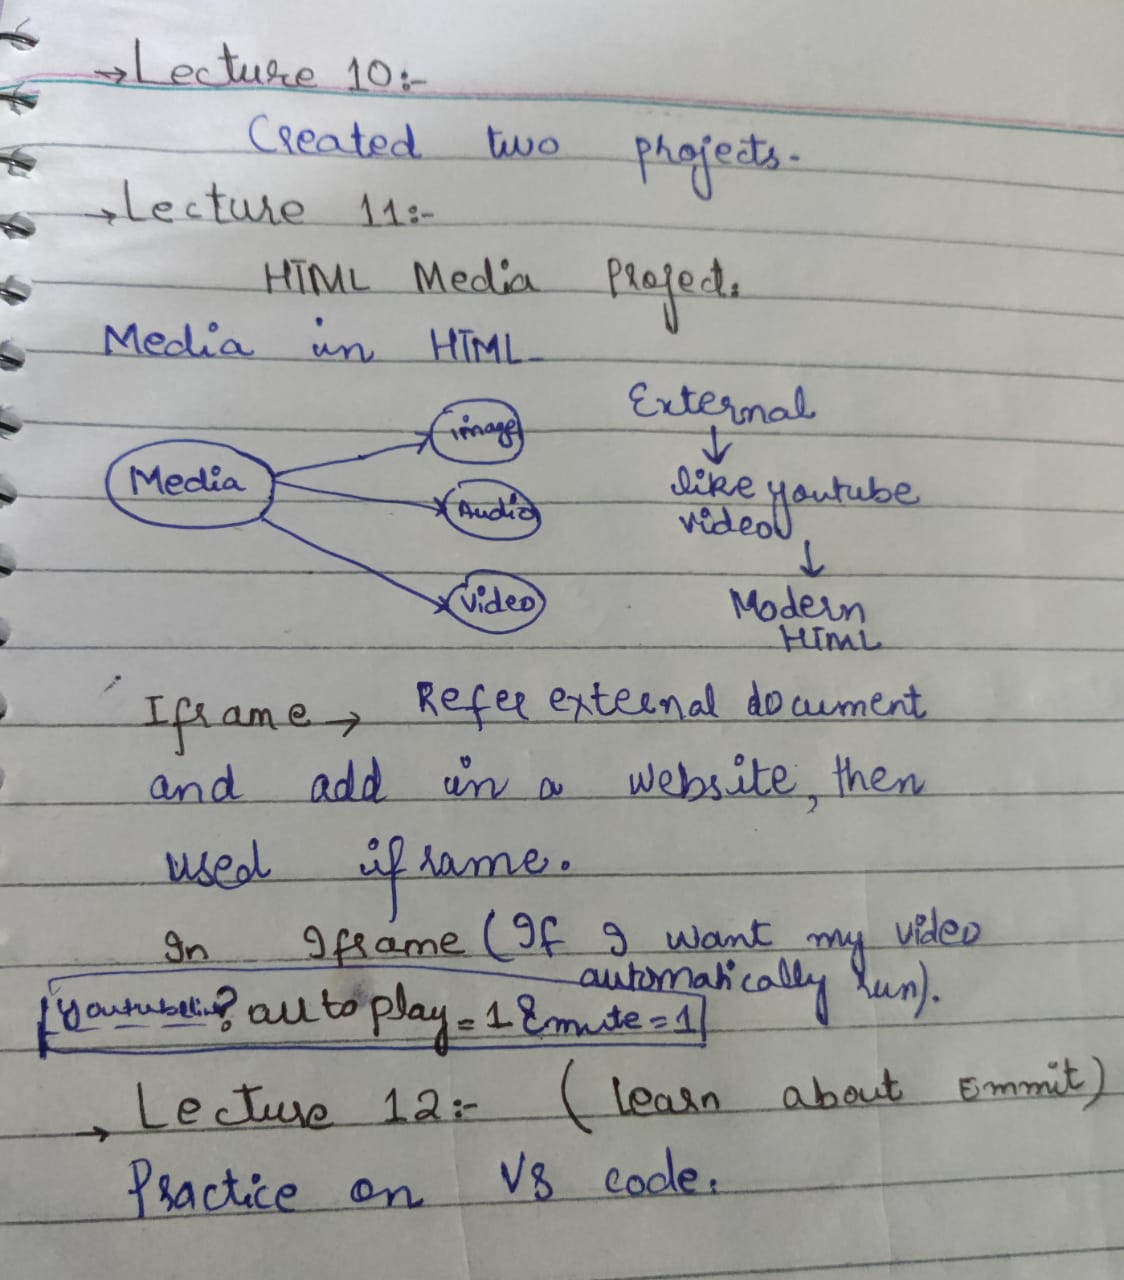 →Lecture 10:-
Created two projects.
→Lecture 11:-
HTML Media Project.
Media in HTML
Media
image
Audio
Video
External
↓
like youtube
video
↓
Modern
HTML
Iframe → Refer external document
and add in a website, then
used iframe.
In Iframe (If I want my video
automatically run).
[Youtubelink? autoplay=1&mute=1]
→ Lecture 12:- (learn about Emmit)
Practice on VS code.